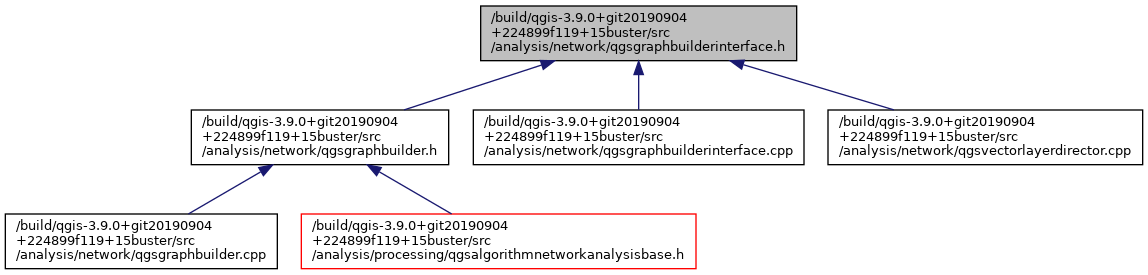 /build/qgis-3.9.0+git20190904
+224899f119+15buster/src
/analysis/network/qgsgraphbuilderinterface.h
/build/qgis-3.9.0+git20190904
+224899f119+15buster/src
/analysis/network/qgsgraphbuilder.h
/build/qgis-3.9.0+git20190904
+224899f119+15buster/src
/analysis/network/qgsgraphbuilderinterface.cpp
/build/qgis-3.9.0+git20190904
+224899f119+15buster/src
/analysis/network/qgsvectorlayerdirector.cpp
/build/qgis-3.9.0+git20190904
+224899f119+15buster/src
/analysis/network/qgsgraphbuilder.cpp
/build/qgis-3.9.0+git20190904
+224899f119+15buster/src
/analysis/processing/qgsalgorithmnetworkanalysisbase.h